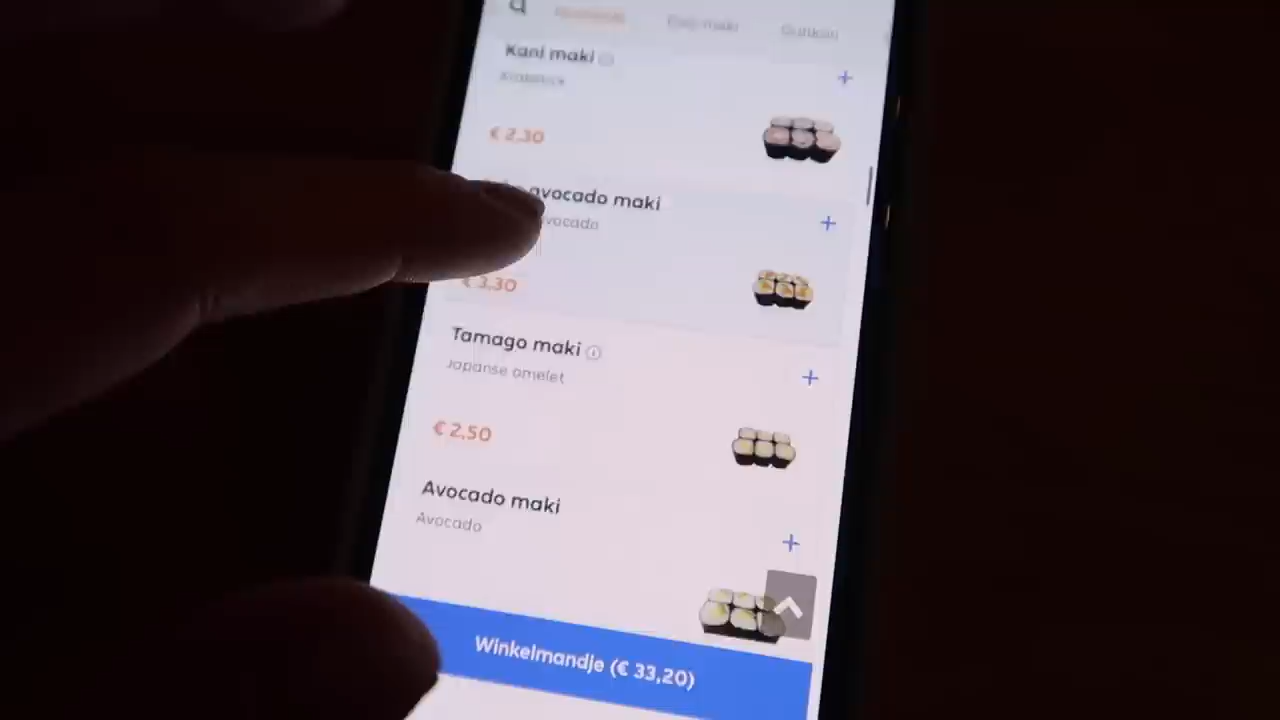 Kani maki
€ 2,30
avocado maki
avocado
€ 3,30
Tamago maki
Japanse omelet
€ 2,50
Avocado maki
Avocado
Winkelmandje (€ 33,20)